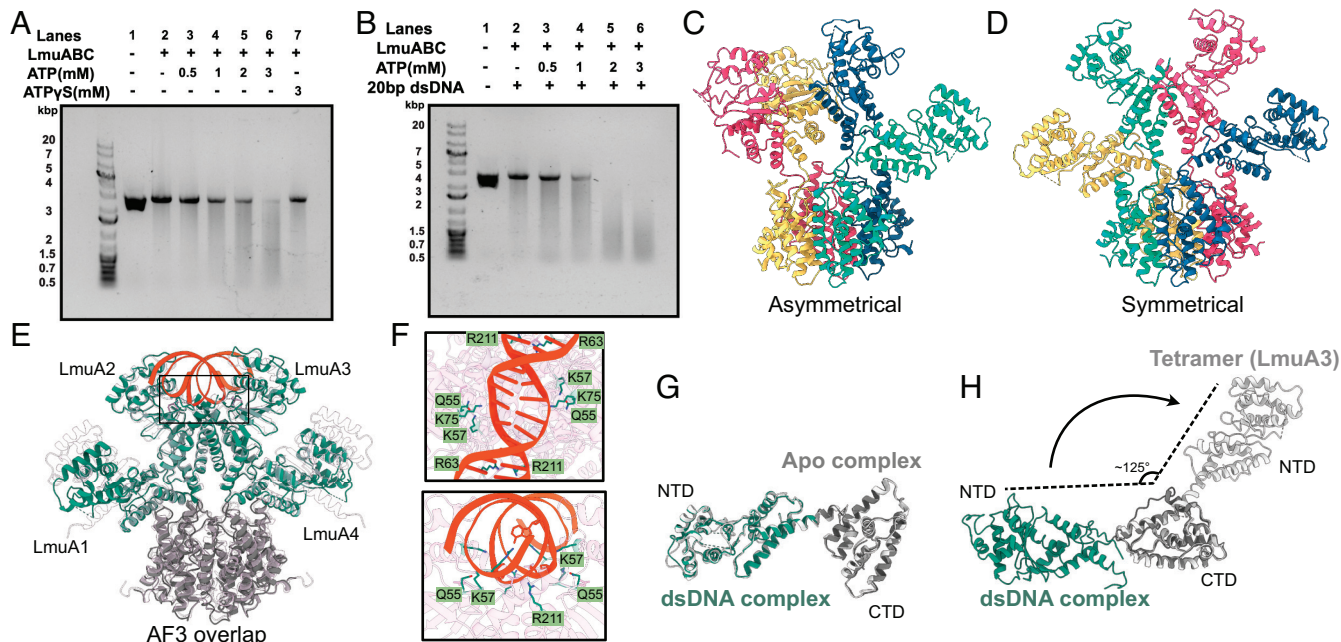 A
Lanes 1 2 3 4 5 6 7
LmuABC - + + + + + +
ATP(mM) - - 0.5 1 2 3 -
ATPγS(mM) - - - - - - 3
kbp
20
7
5
4
3
2
1.5
0.7
0.5
B
Lanes 1 2 3 4 5 6
LmuABC - + + + + +
ATP(mM) - - 0.5 1 2 3
20bp dsDNA - + + + + +
kbp
20
7
5
4
3
2
1.5
0.7
0.5
C
Asymmetrical
D
Symmetrical
E
LmuA2
LmuA3
LmuA1
LmuA4
AF3 overlap
F
R211
R63
K57
Q55
K75
K75
K57
Q55
R63
R211
K57
Q55
K57
Q55
R211
G
Apo complex
NTD
dsDNA complex
CTD
H
Tetramer (LmuA3)
~125°
NTD
NTD
CTD
dsDNA complex